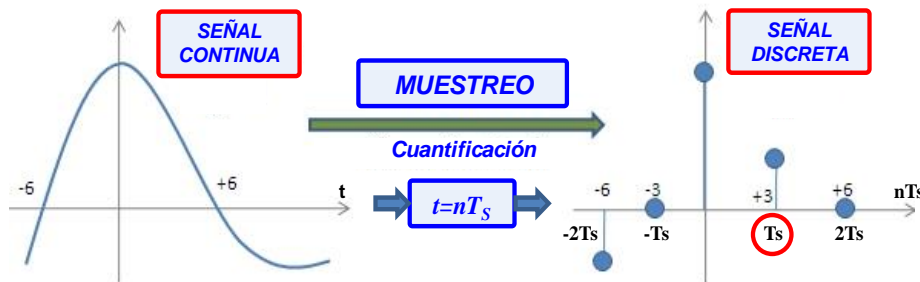 SEÑAL
CONTINUA
-6
+6
t
MUESTREO
Cuantificación
t=nTS
SEÑAL
DISCRETA
-6
-3
+3
+6
nTs
-2Ts
-Ts
Ts
2Ts